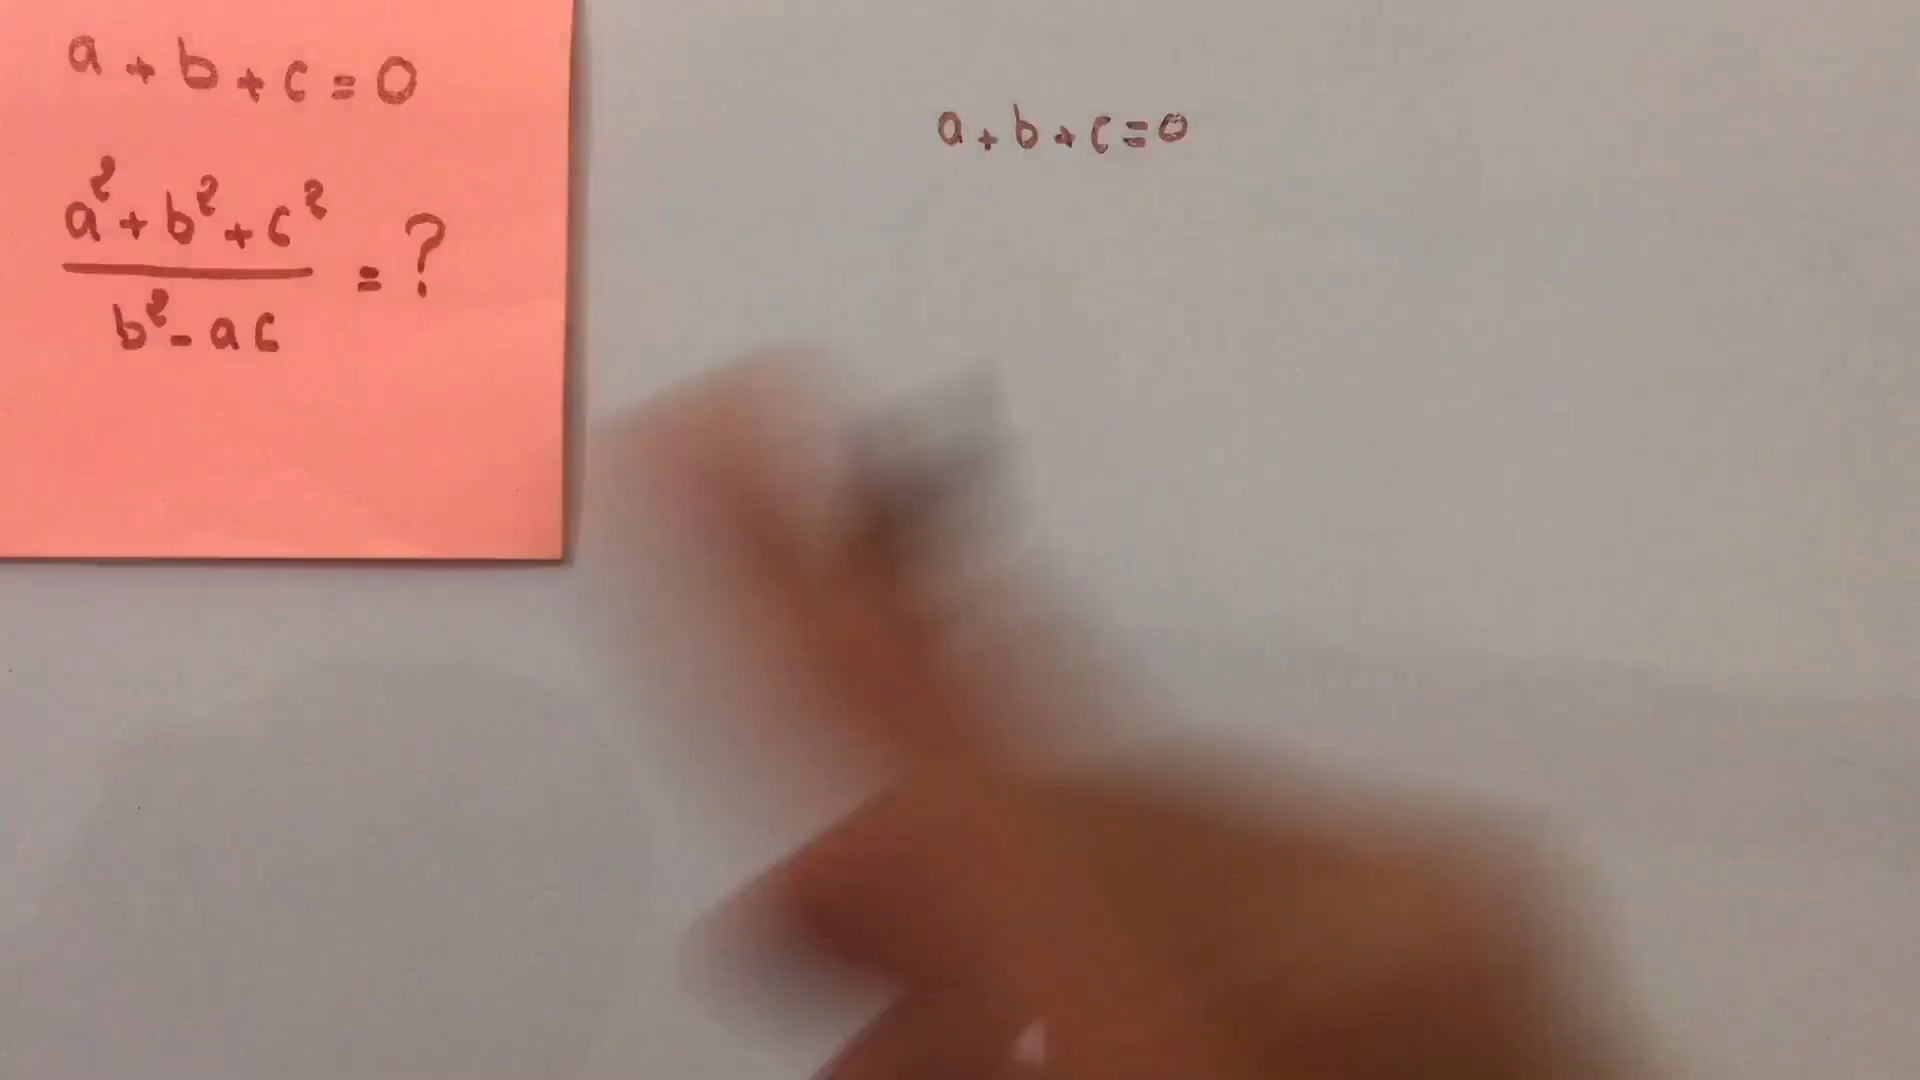 a + b + c = 0
a² + b² + c²
= ?
b² - ac
a + b + c = 0